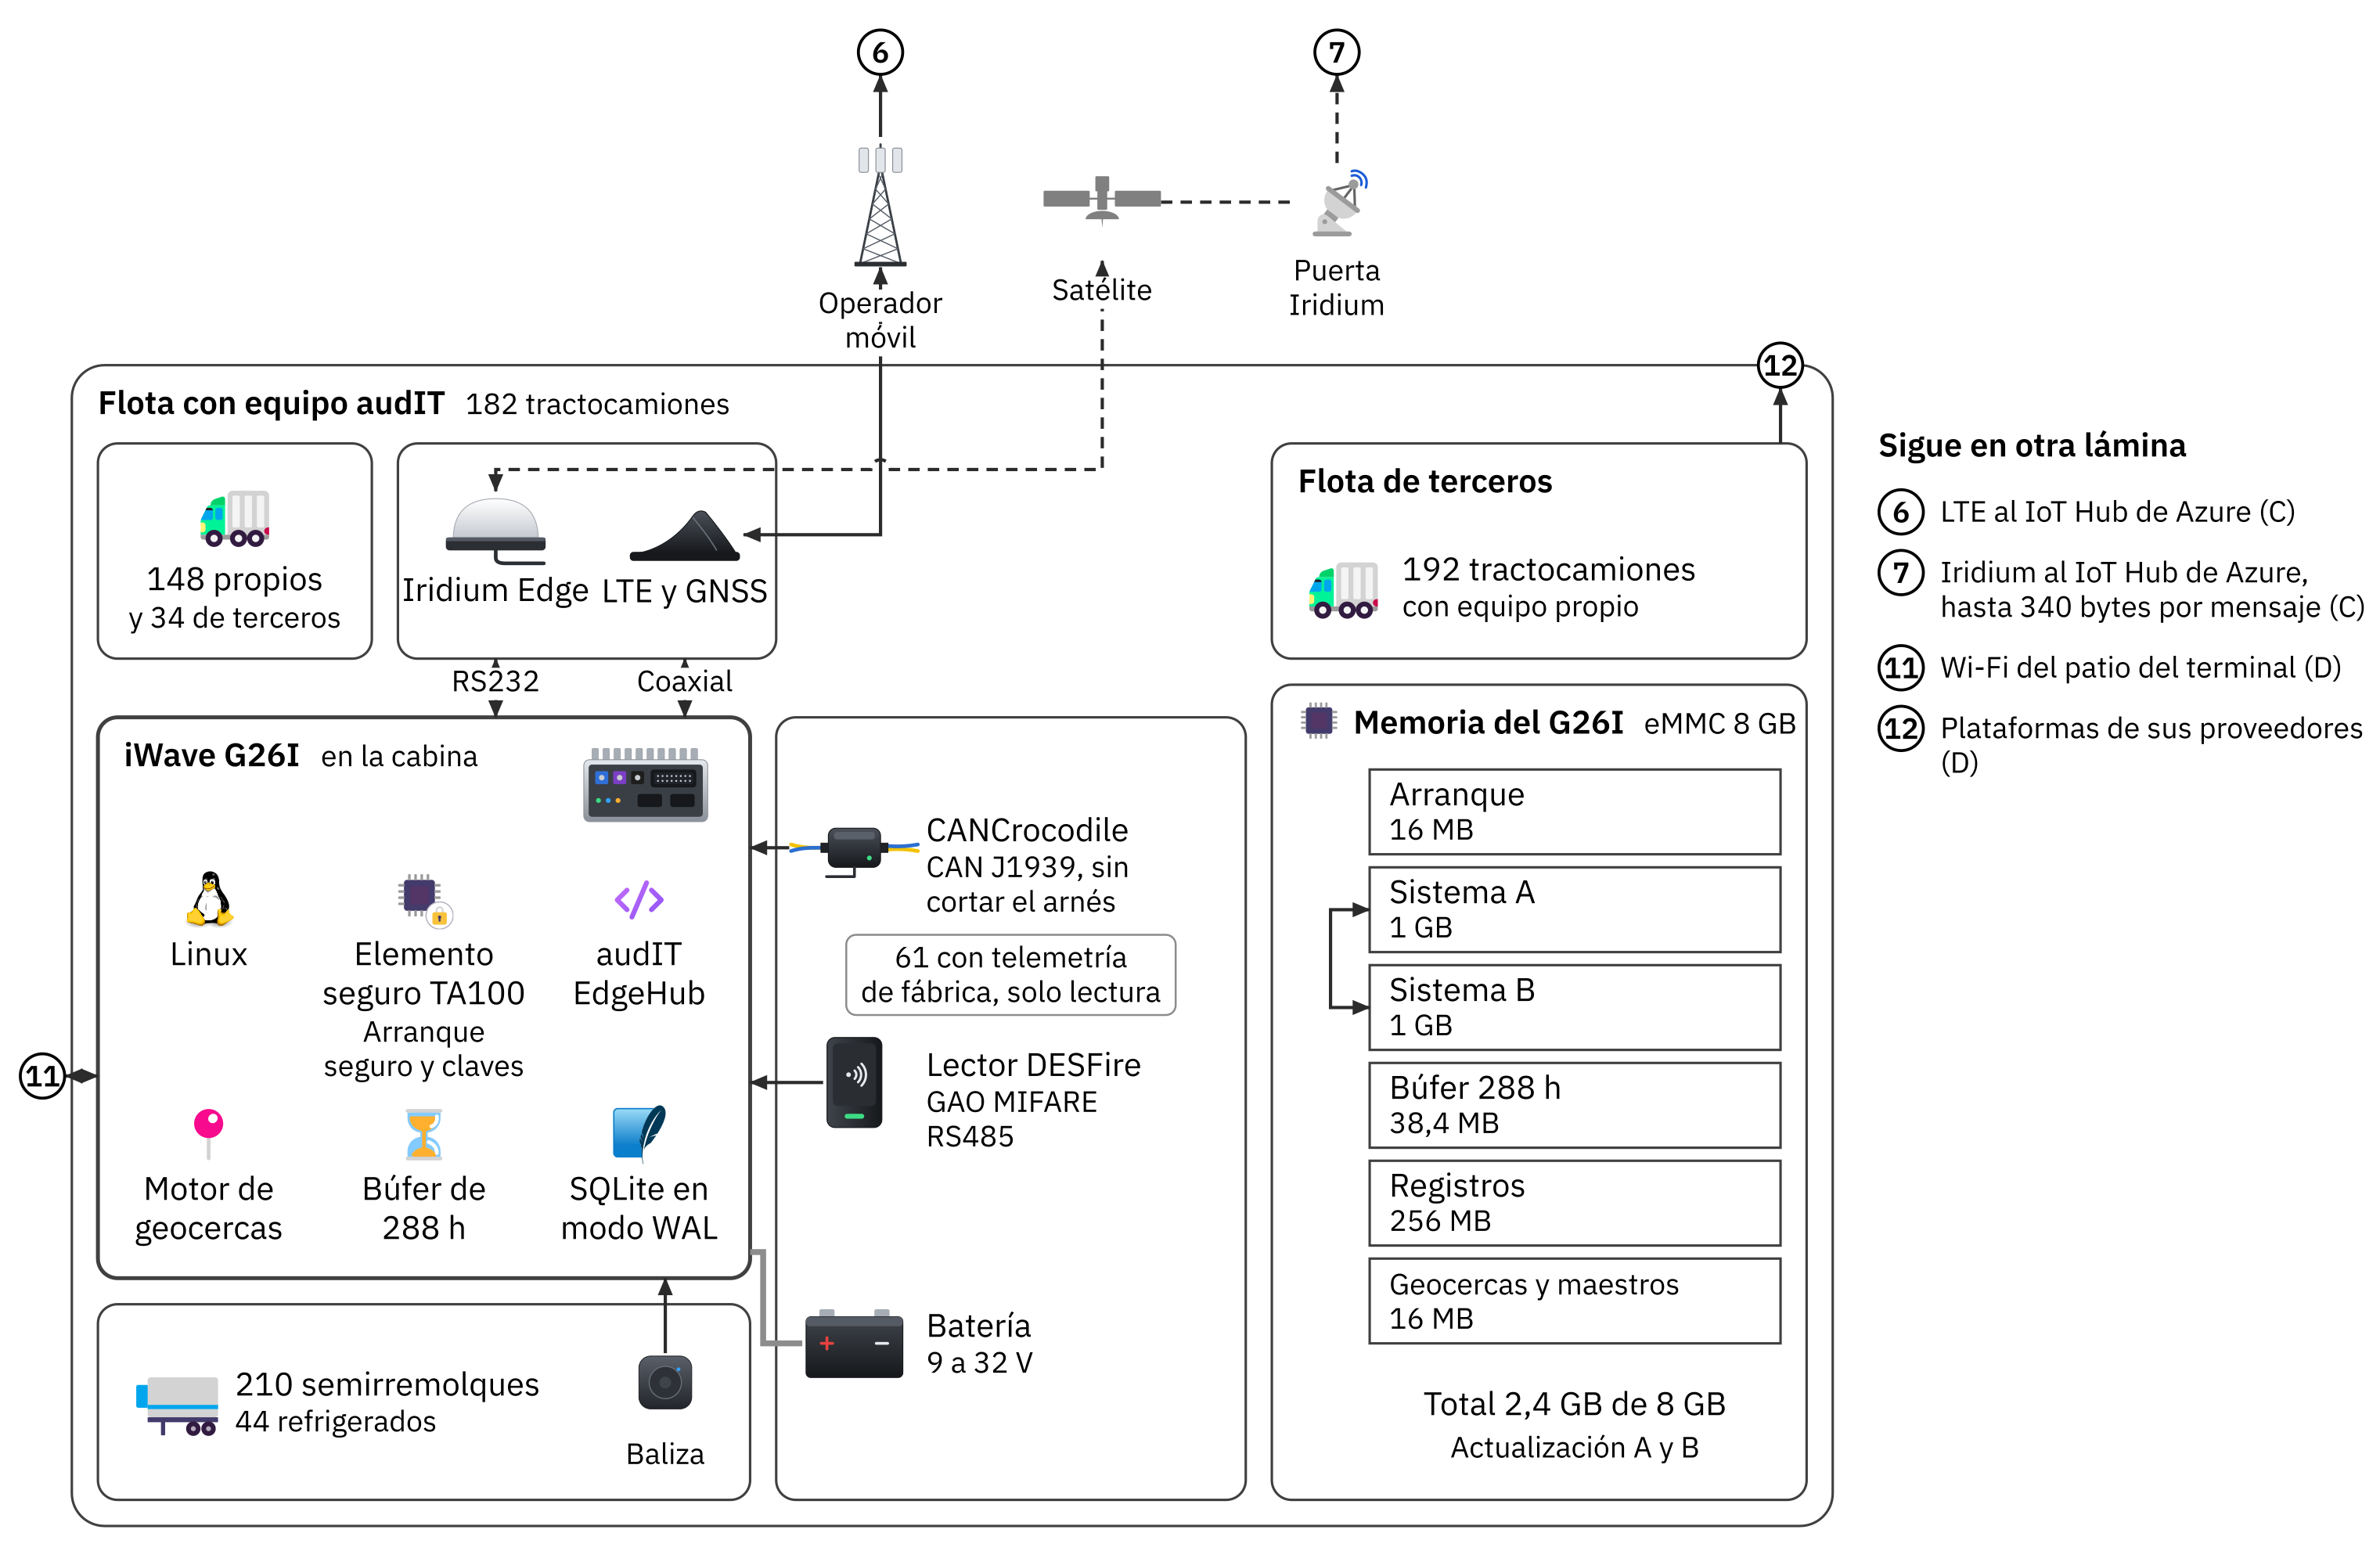 6
7
Operador
móvil
Satélite
Puerta
Iridium
12
Flota con equipo audIT 182 tractocamiones
148 propios
y 34 de terceros
Iridium Edge
LTE y GNSS
RS232
Coaxial
Flota de terceros
192 tractocamiones
con equipo propio
iWave G26I en la cabina
Linux
Elemento
seguro TA100
Arranque
seguro y claves
audIT
EdgeHub
11
Motor de
geocercas
Búfer de
288 h
SQLite en
modo WAL
210 semirremolques
44 refrigerados
Baliza
CANCrocodile
CAN J1939, sin
cortar el arnés
61 con telemetría
de fábrica, solo lectura
Lector DESFire
GAO MIFARE
RS485
Batería
9 a 32 V
Memoria del G26I eMMC 8 GB
Arranque
16 MB
Sistema A
1 GB
Sistema B
1 GB
Búfer 288 h
38,4 MB
Registros
256 MB
Geocercas y maestros
16 MB
Total 2,4 GB de 8 GB
Actualización A y B
Sigue en otra lámina
6 LTE al IoT Hub de Azure (C)
7 Iridium al IoT Hub de Azure,
hasta 340 bytes por mensaje (C)
11 Wi-Fi del patio del terminal (D)
12 Plataformas de sus proveedores
(D)